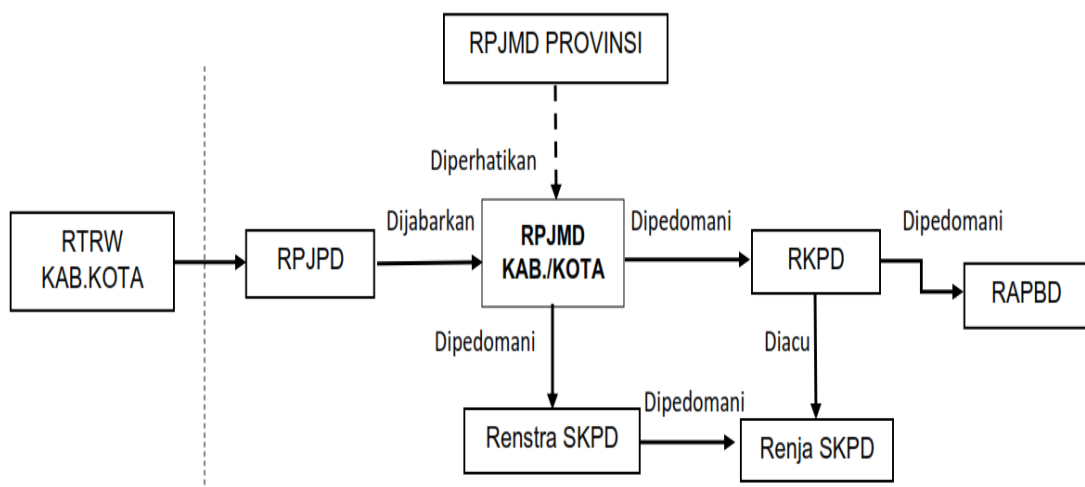 RPJMD PROVINSI
Diperhatikan
RTRW
KAB.KOTA
RPJPD
Dijabarkan
RPJMD
KAB./KOTA
Dipedomani
RKPD
Dipedomani
RAPBD
Dipedomani
Diacu
Renstra SKPD
Dipedomani
Renja SKPD